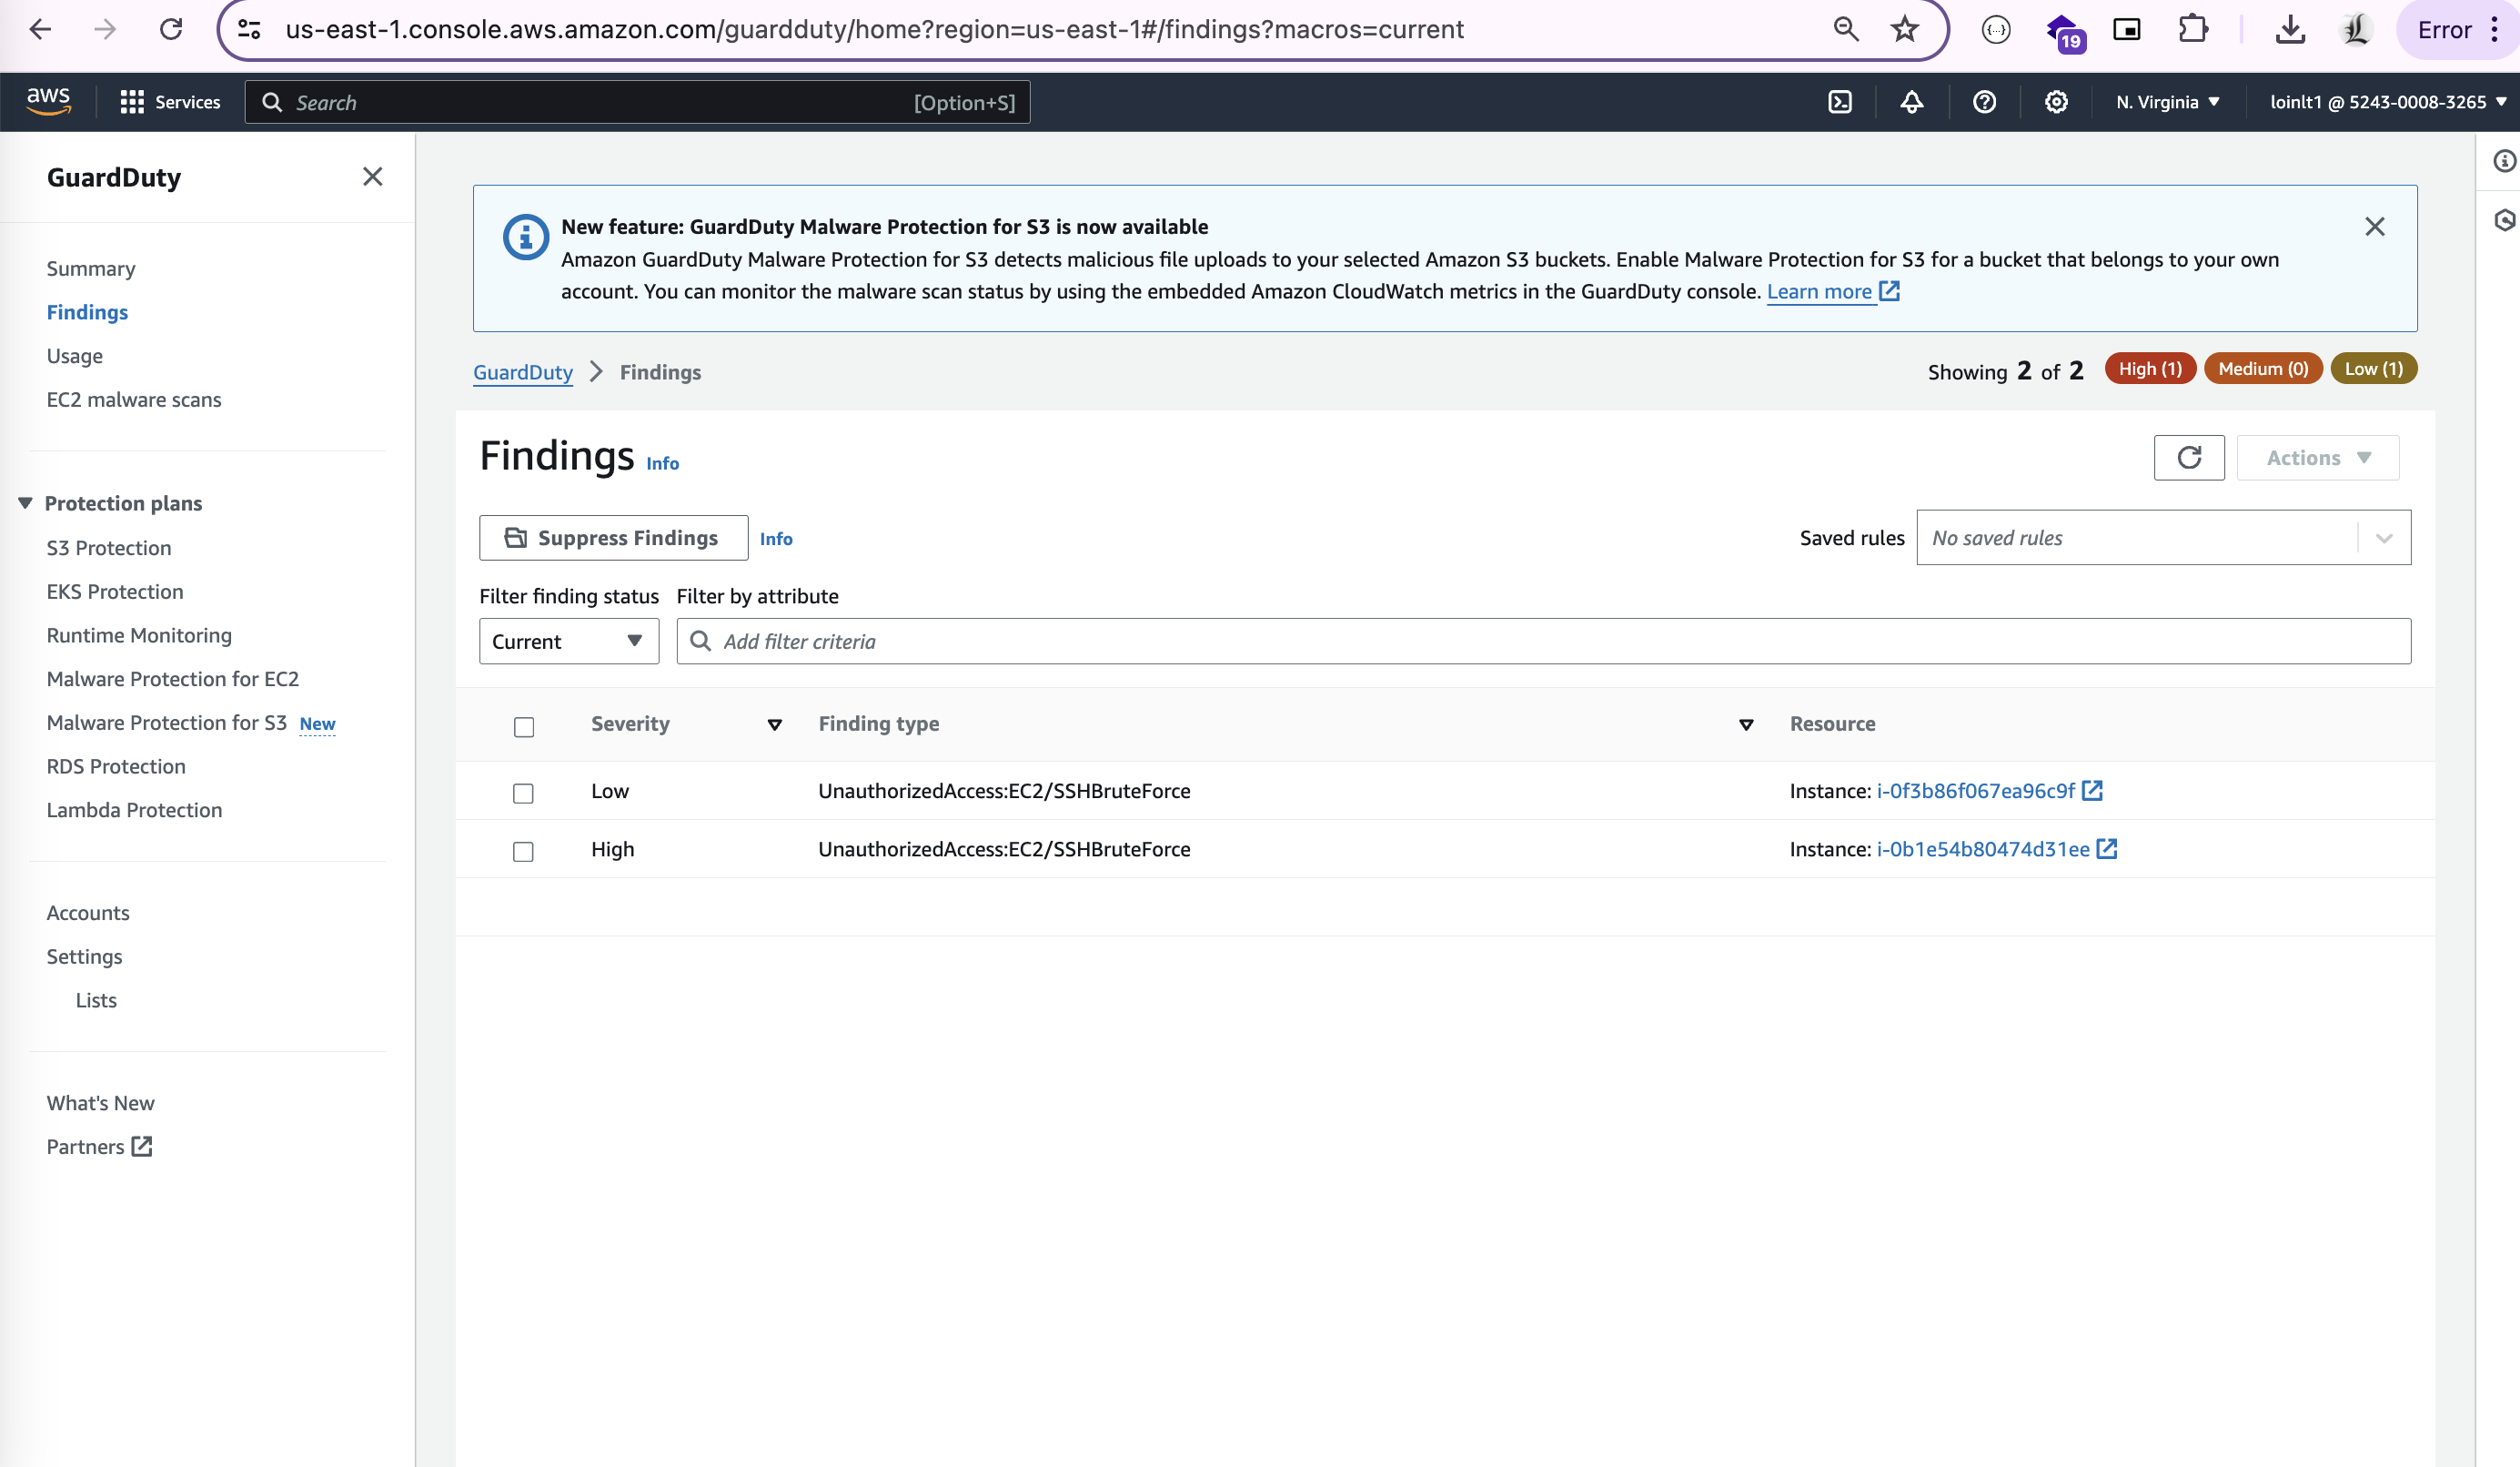 us-east-1.console.aws.amazon.com/guardduty/home?region=us-east-1#/findings?macros=current
19
Error
aws
Services
Search
[Option+S]
N. Virginia
loinlt1 @ 5243-0008-3265
GuardDuty
Summary
Findings
Usage
EC2 malware scans
Protection plans
S3 Protection
EKS Protection
Runtime Monitoring
Malware Protection for EC2
Malware Protection for S3 New
RDS Protection
Lambda Protection
Accounts
Settings
Lists
What's New
Partners
New feature: GuardDuty Malware Protection for S3 is now available
Amazon GuardDuty Malware Protection for S3 detects malicious file uploads to your selected Amazon S3 buckets. Enable Malware Protection for S3 for a bucket that belongs to your own
account. You can monitor the malware scan status by using the embedded Amazon CloudWatch metrics in the GuardDuty console. Learn more
GuardDuty Findings
Showing 2 of 2 High (1) Medium (0) Low (1)
Findings Info
Actions
Suppress Findings Info
Saved rules No saved rules
Filter finding status Filter by attribute
Current Add filter criteria
Severity Finding type Resource
Low UnauthorizedAccess:EC2/SSHBruteForce Instance: i-0f3b86f067ea96c9f
High UnauthorizedAccess:EC2/SSHBruteForce Instance: i-0b1e54b80474d31ee